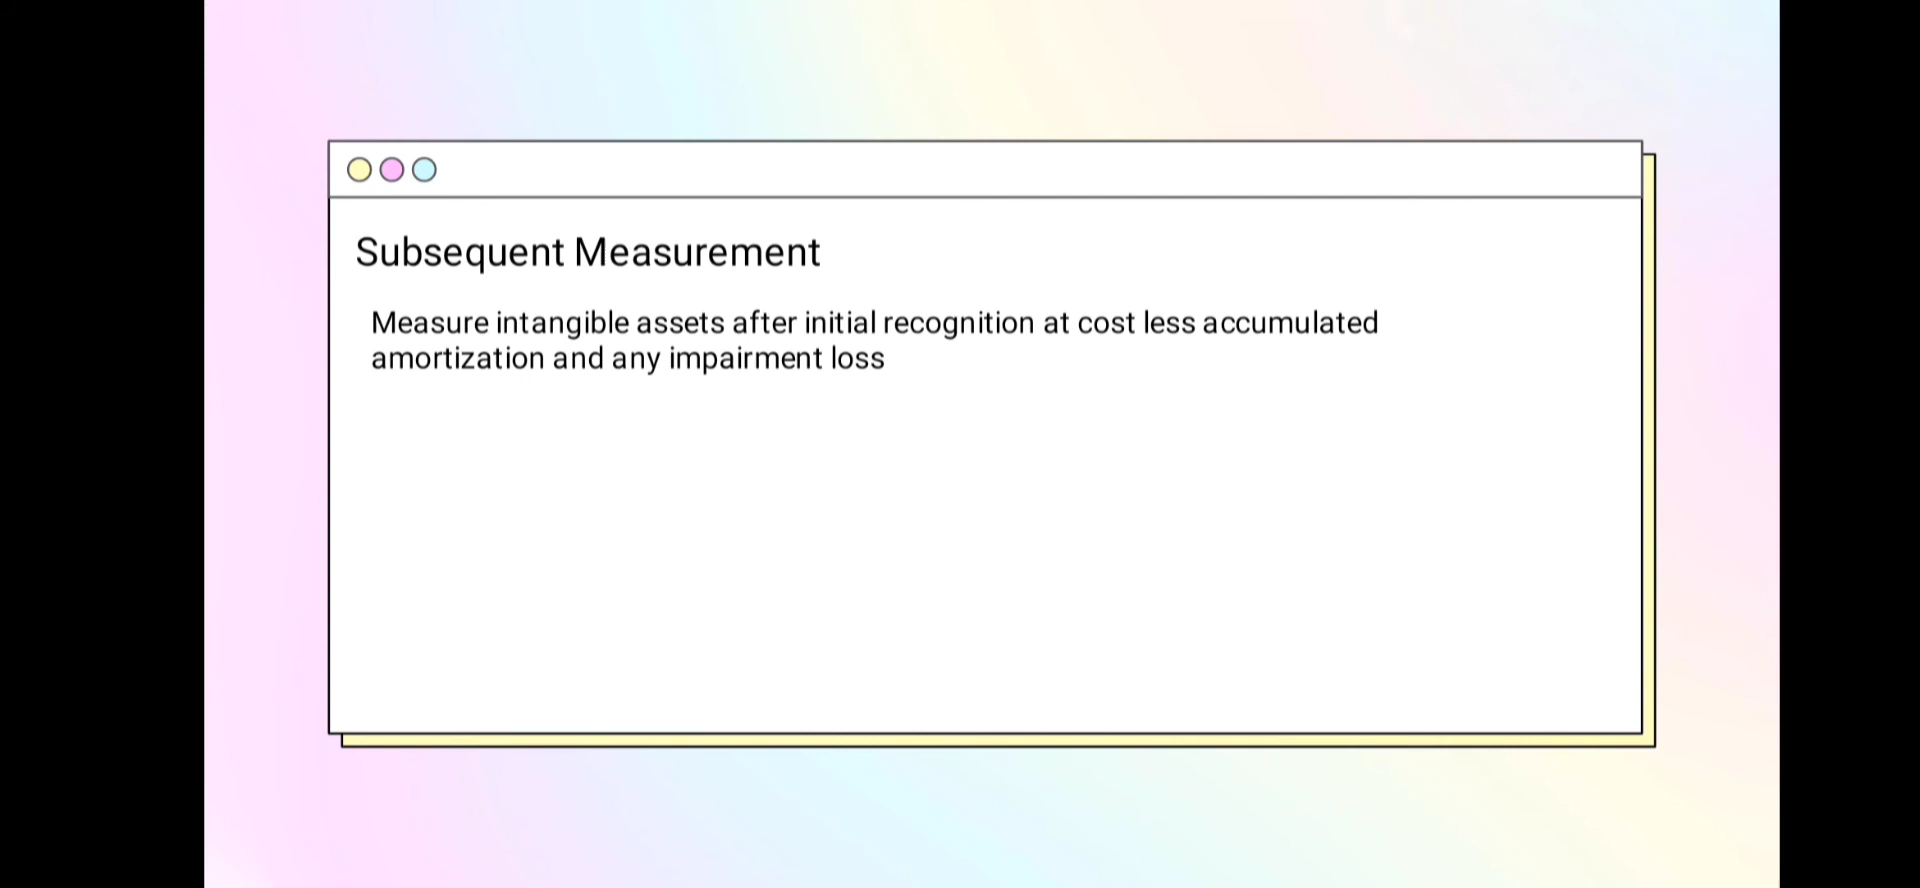 Subsequent Measurement
Measure intangible assets after initial recognition at cost less accumulated
amortization and any impairment loss